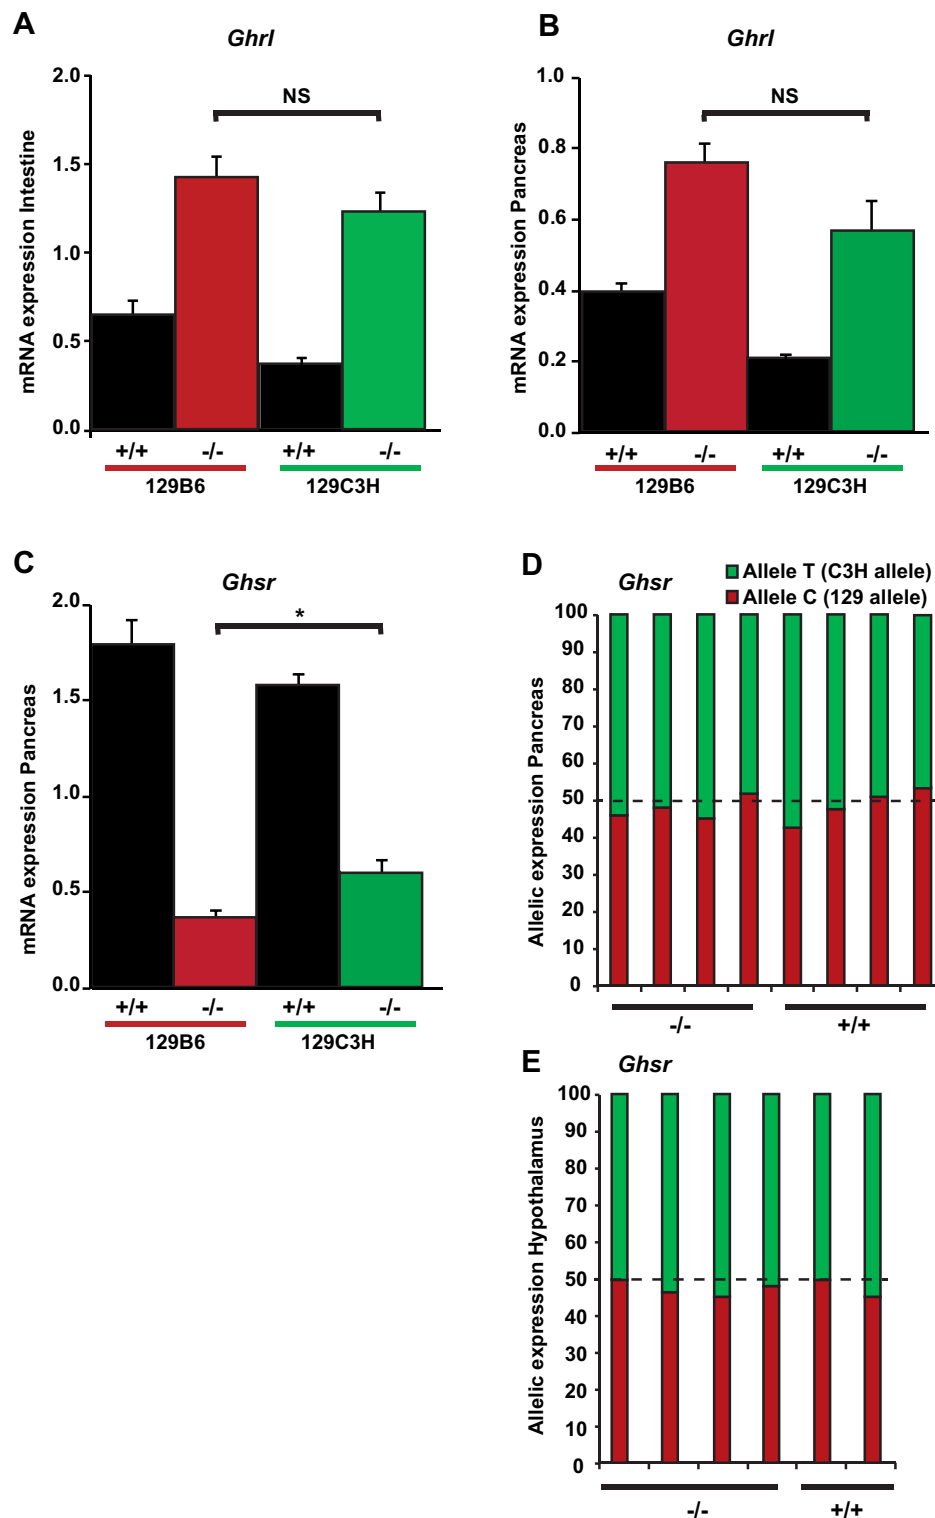 A
Ghrl
mRNA expression Intestine
2.0
1.5
1.0
0.5
0.0
NS
+/+ -/- +/+ -/-
129B6 129C3H
B
Ghrl
mRNA expression Pancreas
1.0
0.8
0.6
0.4
0.2
0.0
NS
+/+ -/- +/+ -/-
129B6 129C3H
C
Ghsr
mRNA expression Pancreas
2.0
1.5
1.0
0.5
0.0
*
+/+ -/- +/+ -/-
129B6 129C3H
D
Ghsr
Allele T (C3H allele)
Allele C (129 allele)
Allelic expression Pancreas
100
90
80
70
60
50
40
30
20
10
0
-/- +/+
E
Ghsr
Allelic expression Hypothalamus
100
90
80
70
60
50
40
30
20
10
0
-/- +/+